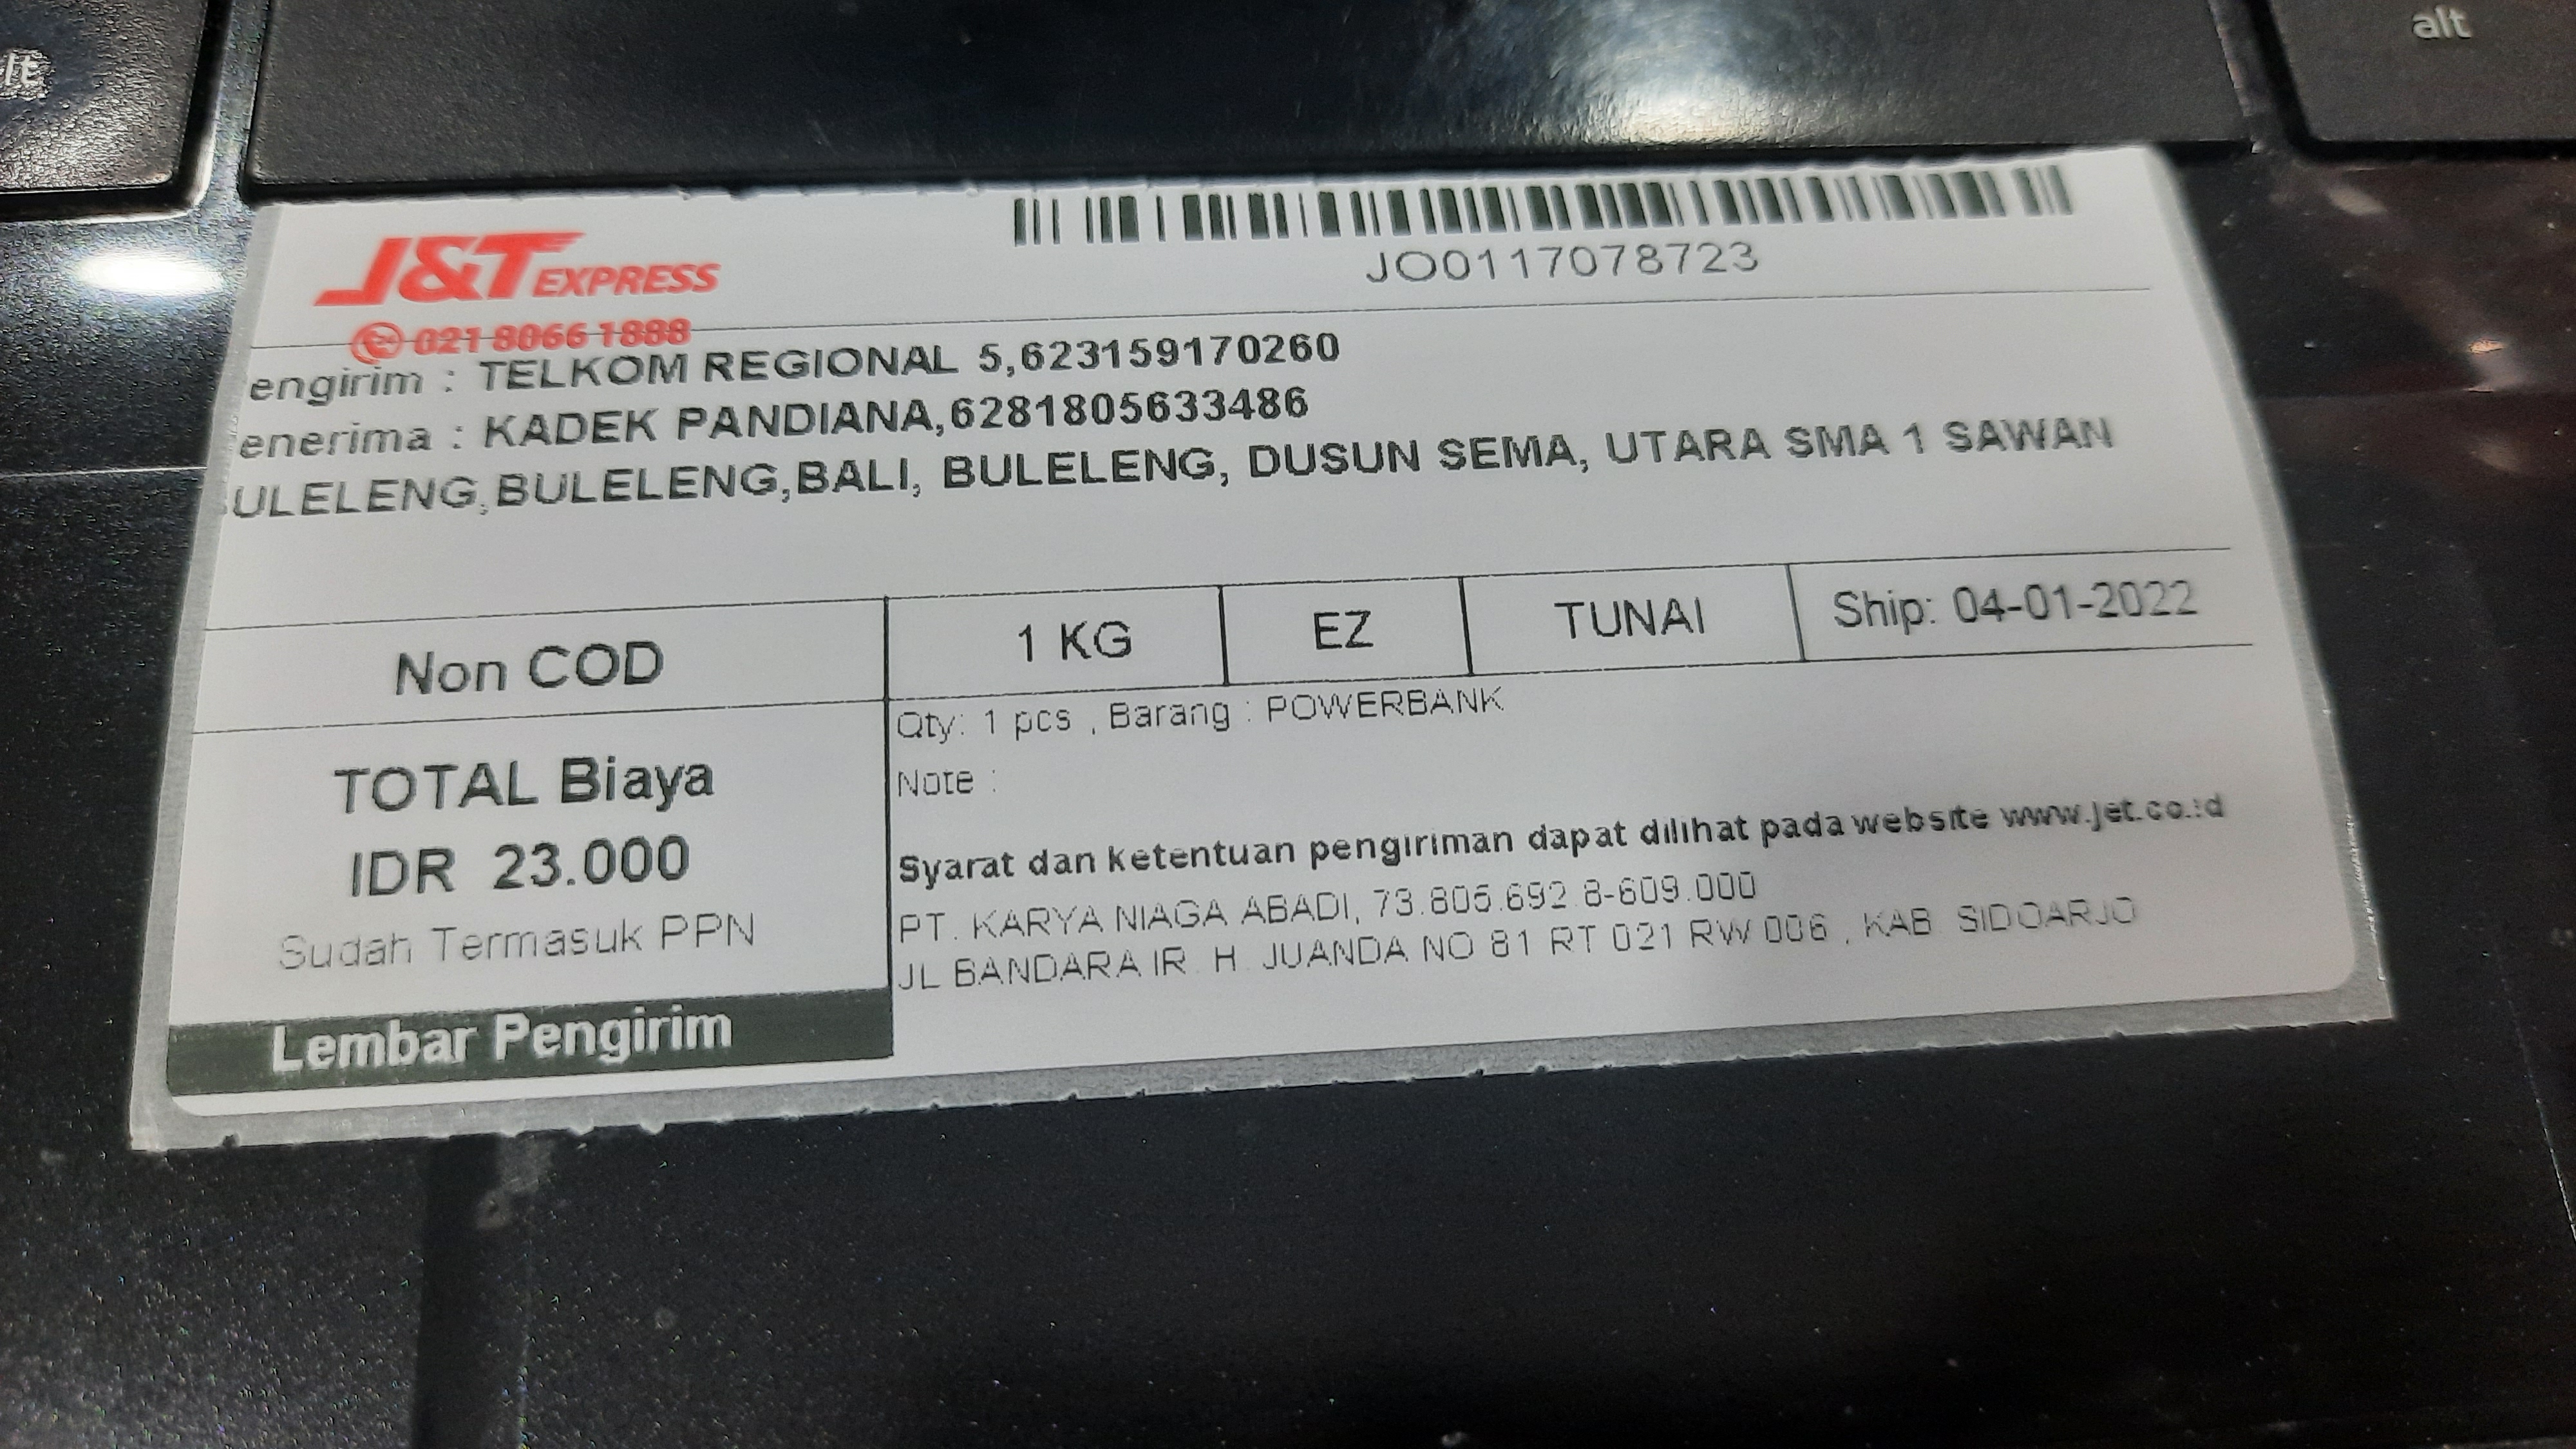 J&T EXPRESS
021 8066 1888
JO0117078723
engirim : TELKOM REGIONAL 5,623159170260
enerima : KADEK PANDIANA,6281805633486
ULELENG,BULELENG,BALI, BULELENG, DUSUN SEMA, UTARA SMA 1 SAWAN
BULELENG,
Non COD
1 KG
EZ
TUNAI
Ship: 04-01-2022
TOTAL Biaya
IDR 23.000
Sudah Termasuk PPN
Lembar Pengirim
Qty: 1 pcs , Barang : POWERBANK
Note :
Syarat dan ketentuan pengiriman dapat dilihat pada website www.jet.co.id
PT. KARYA NIAGA ABADI, 73.805.692.8-609.000
JL BANDARA IR. H. JUANDA NO 81 RT 021 RW 006 , KAB SIDOARJO
alt